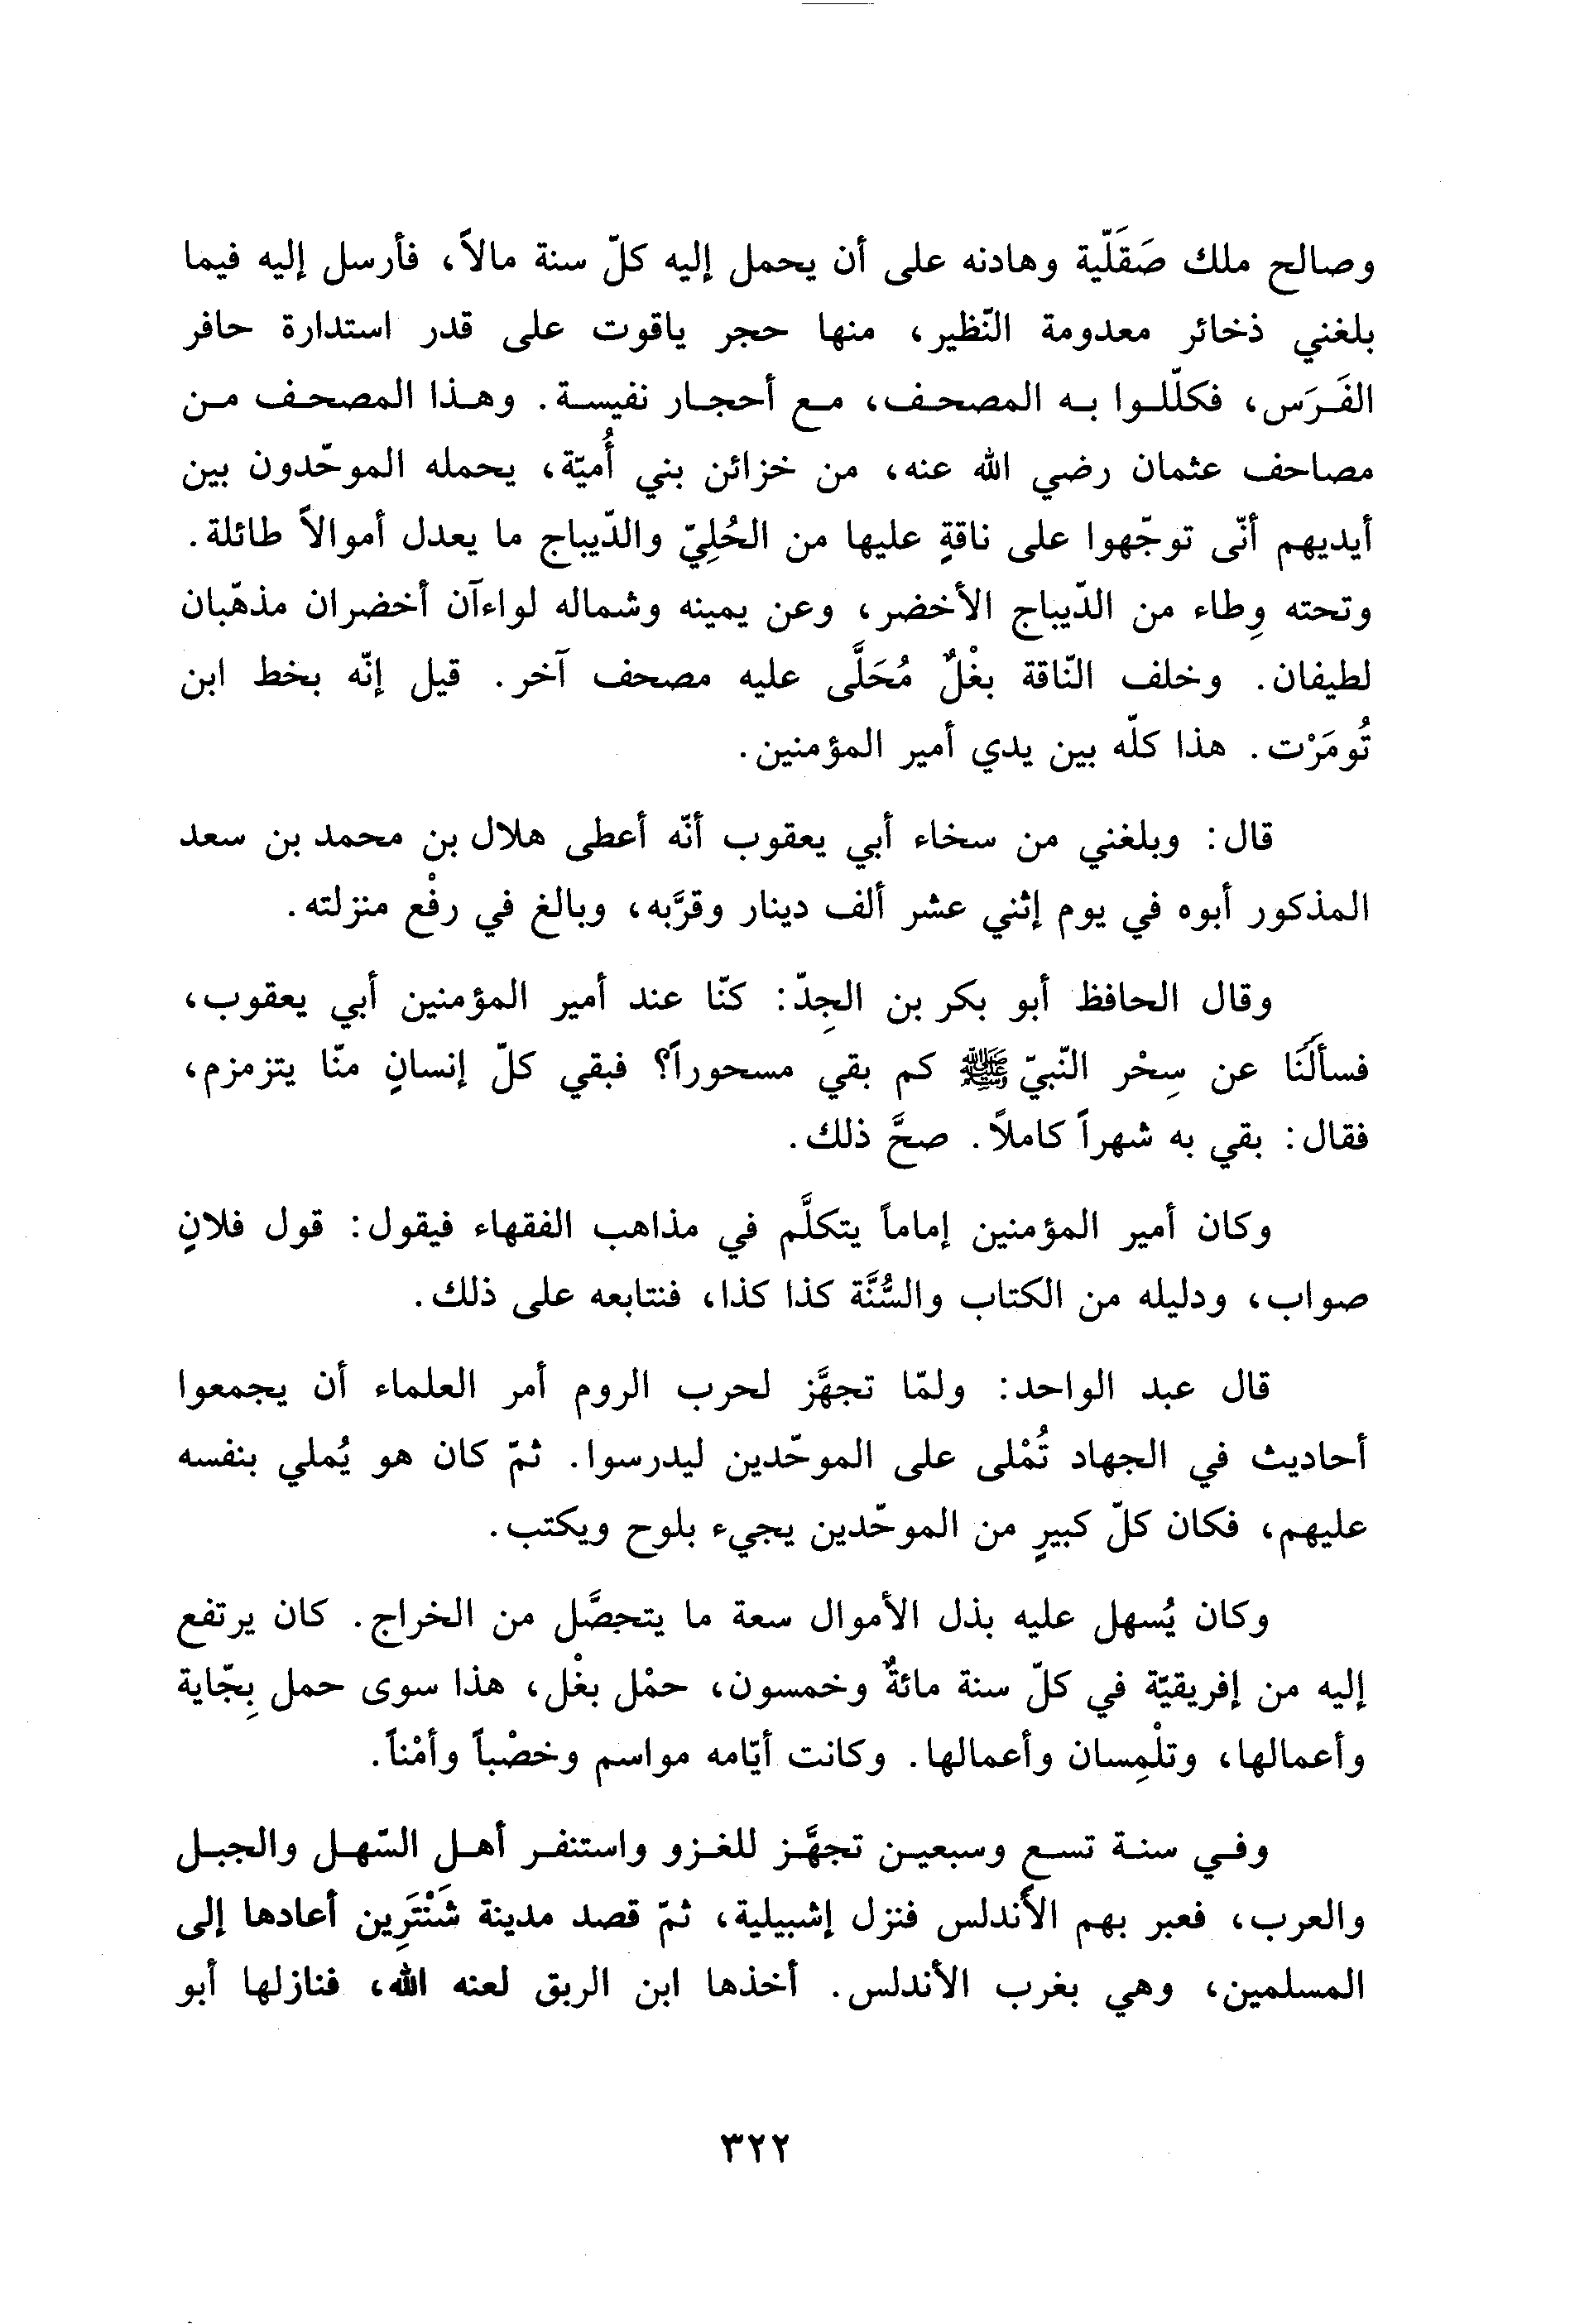 وصالح ملك صَقَلّية وهادنه على أن يحمل إليه كلّ سنة مالاً، فأرسل إليه فيما
بلغني ذخائر معدومة النّظير، منها حجر ياقوت على قدر استدارة حافر
الفَرَس، فكلّلوا به المصحف، مع أحجار نفيسة. وهذا المصحف من
مصاحف عثمان رضي الله عنه، من خزائن بني أُميّة، يحمله الموحّدون بين
أيديهم أنّى توجّهوا على ناقةٍ عليها من الحُلِيّ والدّيباج ما يعدل أموالاً طائلة.
وتحته وِطاء من الدّيباج الأخضر، وعن يمينه وشماله لواءآن أخضران مذهّبان
لطيفان. وخلف النّاقة بغْلٌ مُحَلَّى عليه مصحف آخر. قيل إنّه بخط ابن
تُومَرْت. هذا كلّه بين يدي أمير المؤمنين.
قال: وبلغني من سخاء أبي يعقوب أنّه أعطى هلال بن محمد بن سعد
المذكور أبوه في يوم إثني عشر ألف دينار وقرَّبه، وبالغ في رفْع منزلته.
وقال الحافظ أبو بكر بن الجِدّ: كنّا عند أمير المؤمنين أبي يعقوب،
فسألَنَا عن سِحْر النّبيّ ﷺ كم بقي مسحوراً؟ فبقي كلّ إنسانٍ منّا يتزمزم،
فقال: بقي به شهراً كاملاً. صحَّ ذلك.
وكان أمير المؤمنين إماماً يتكلَّم في مذاهب الفقهاء فيقول: قول فلانٍ
صواب، ودليله من الكتاب والسُّنَّة كذا كذا، فنتابعه على ذلك.
قال عبد الواحد: ولمّا تجهَّز لحرب الروم أمر العلماء أن يجمعوا
أحاديث في الجهاد تُمْلى على الموحّدين ليدرسوا. ثمّ كان هو يُملي بنفسه
عليهم، فكان كلّ كبيرٍ من الموحّدين يجيء بلوح ويكتب.
وكان يُسهل عليه بذل الأموال سعة ما يتحصَّل من الخراج. كان يرتفع
إليه من إفريقيّة في كلّ سنة مائةٌ وخمسون، حمْل بغْل، هذا سوى حمل بِجّاية
وأعمالها، وتلْمِسان وأعمالها. وكانت أيّامه مواسم وخصْباً وأمْناً.
وفي سنة تسع وسبعين تجهَّز للغزو واستنفر أهل السّهل والجبل
والعرب، فعبر بهم الأندلس فنزل إشبيلية، ثمّ قصد مدينة شَنْتَرِين أعادها إلى
المسلمين، وهي بغرب الأندلس. أخذها ابن الربق لعنه الله، فنازلها أبو
٣٢٢